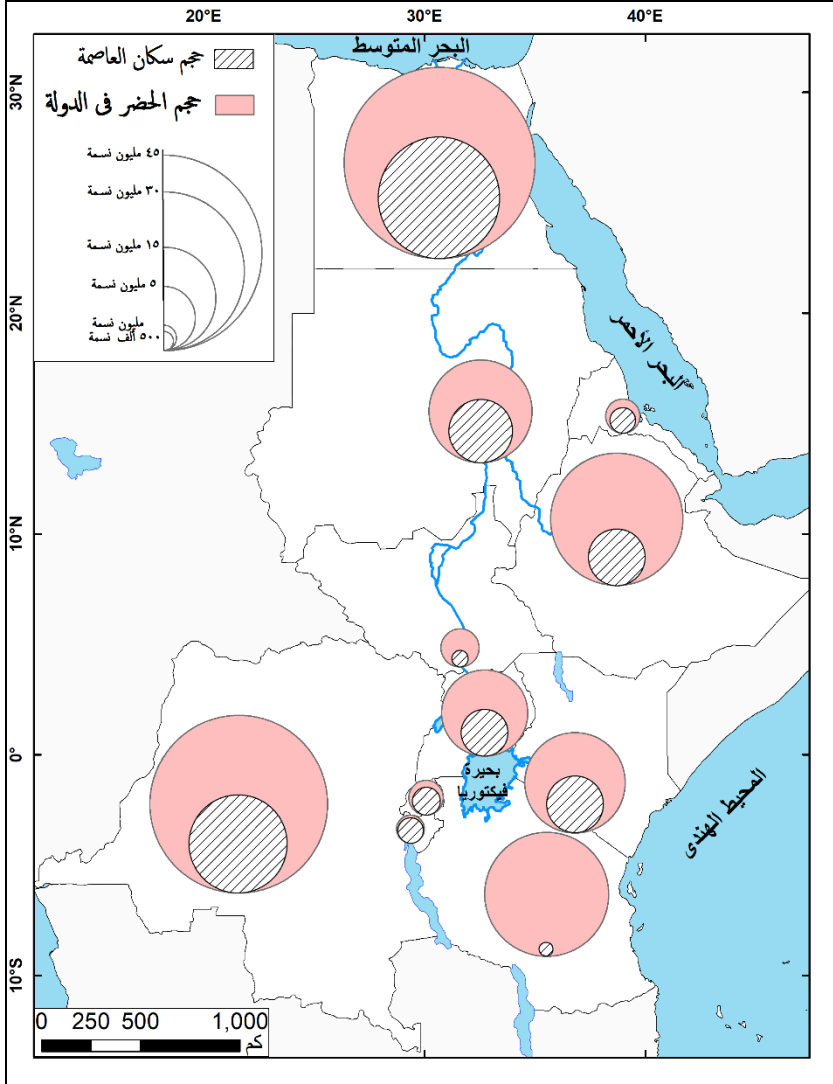 20°E 30°E 40°E
البحر المتوسط
حجم سكان العاصمة
حجم الحضر فى الدولة
٤٥ مليون نسمة
٣٠ مليون نسمة
١٥ مليون نسمة
٥ مليون نسمة
مليون نسمة
٥٠٠ ألف نسمة
30°N
20°N
البحر الأحمر
10°N
0°
بحيرة
فيكتوريا
المحيط الهندى
10°S
0 250 500 1,000
كم